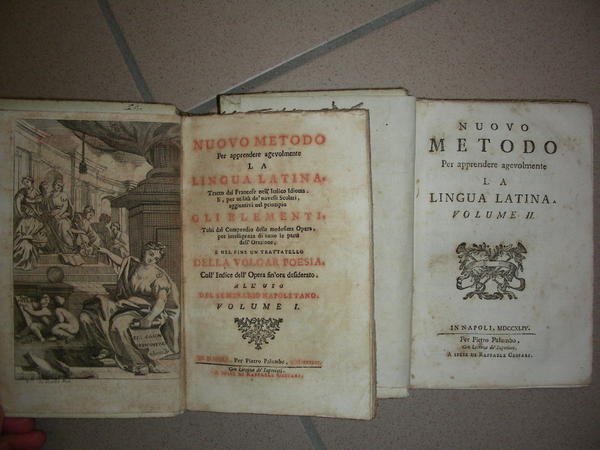 NUOVO METODO
Per apprendere agevolmente
LA
LINGUA LATINA.
Tratto dal Francese nell' Italico Idioma.
E, per utilità de' novelli Scolari,
aggiuntivi nel principio
GLI ELEMENTI,
Tolti dal Compendio della medesima Opera,
per intelligenza di tutte le parti
dell' Orazione,
E NEL FINE UN TRATTATELLO
DELLA VOLGAR POESIA.
Coll' Indice dell' Opera fin'ora desiderato.
ALL' USO
DEL SEMINARIO NAPOLETANO.
VOLUME I.
IN NAPOLI, Per Pietro Palumbo,
Con Licenza de' Superiori.
A SPESE DI RAFFAELE GESSARI.
NUOVO
METODO
Per apprendere agevolmente
LA
LINGUA LATINA.
VOLUME II.
IN NAPOLI, MDCCXLIV.
Per Pietro Palumbo,
Con Licenza de' Superiori.
A SPESE DI RAFFAELE GESSARI.